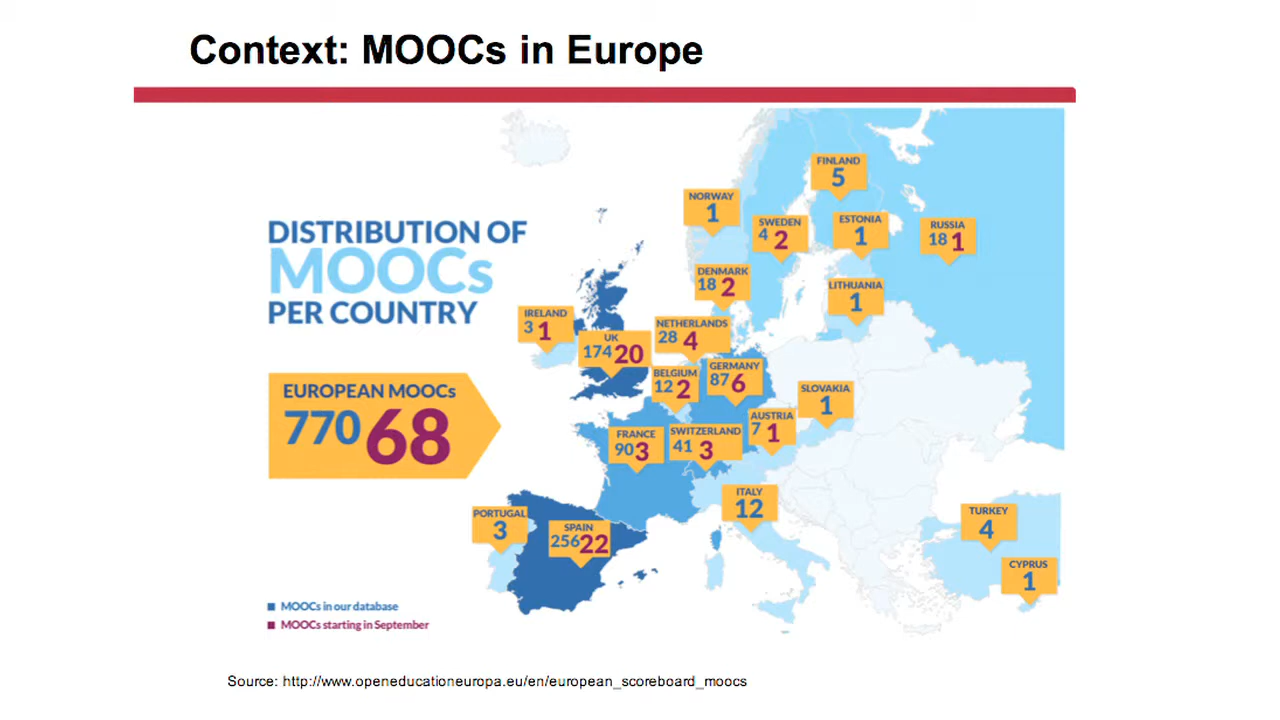 Context: MOOCs in Europe
DISTRIBUTION OF
MOOCs
PER COUNTRY
EUROPEAN MOOCs
770 68
FINLAND
5
NORWAY
1
SWEDEN
4 2
ESTONIA
1
RUSSIA
18 1
DENMARK
18 2
LITHUANIA
1
IRELAND
3 1
UK
174 20
NETHERLANDS
28 4
BELGIUM
12 2
GERMANY
87 6
SLOVAKIA
1
FRANCE
90 3
SWITZERLAND
41 3
AUSTRIA
7 1
ITALY
12
PORTUGAL
3
SPAIN
256 22
TURKEY
4
CYPRUS
1
MOOCs in our database
MOOCs starting in September
Source: http://www.openeducationeuropa.eu/en/european_scoreboard_moocs